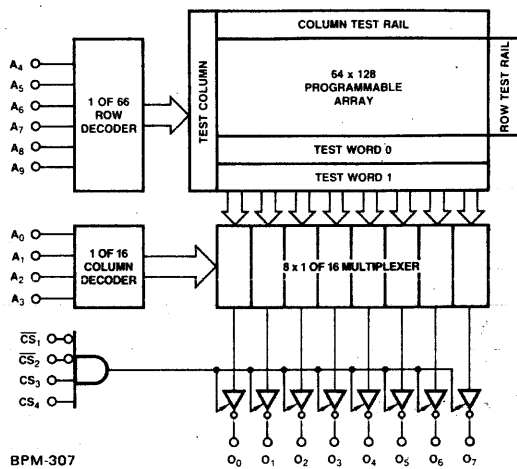 COLUMN TEST RAIL
TEST COLUMN
64 x 128
PROGRAMMABLE
ARRAY
ROW TEST RAIL
TEST WORD 0
TEST WORD 1
A4
A5
A6
A7
A8
A9
1 OF 66
ROW
DECODER
A0
A1
A2
A3
1 OF 16
COLUMN
DECODER
8 x 1 OF 16 MULTIPLEXER
C̅S̅1
C̅S̅2
CS3
CS4
O0 O1 O2 O3 O4 O5 O6 O7
BPM-307